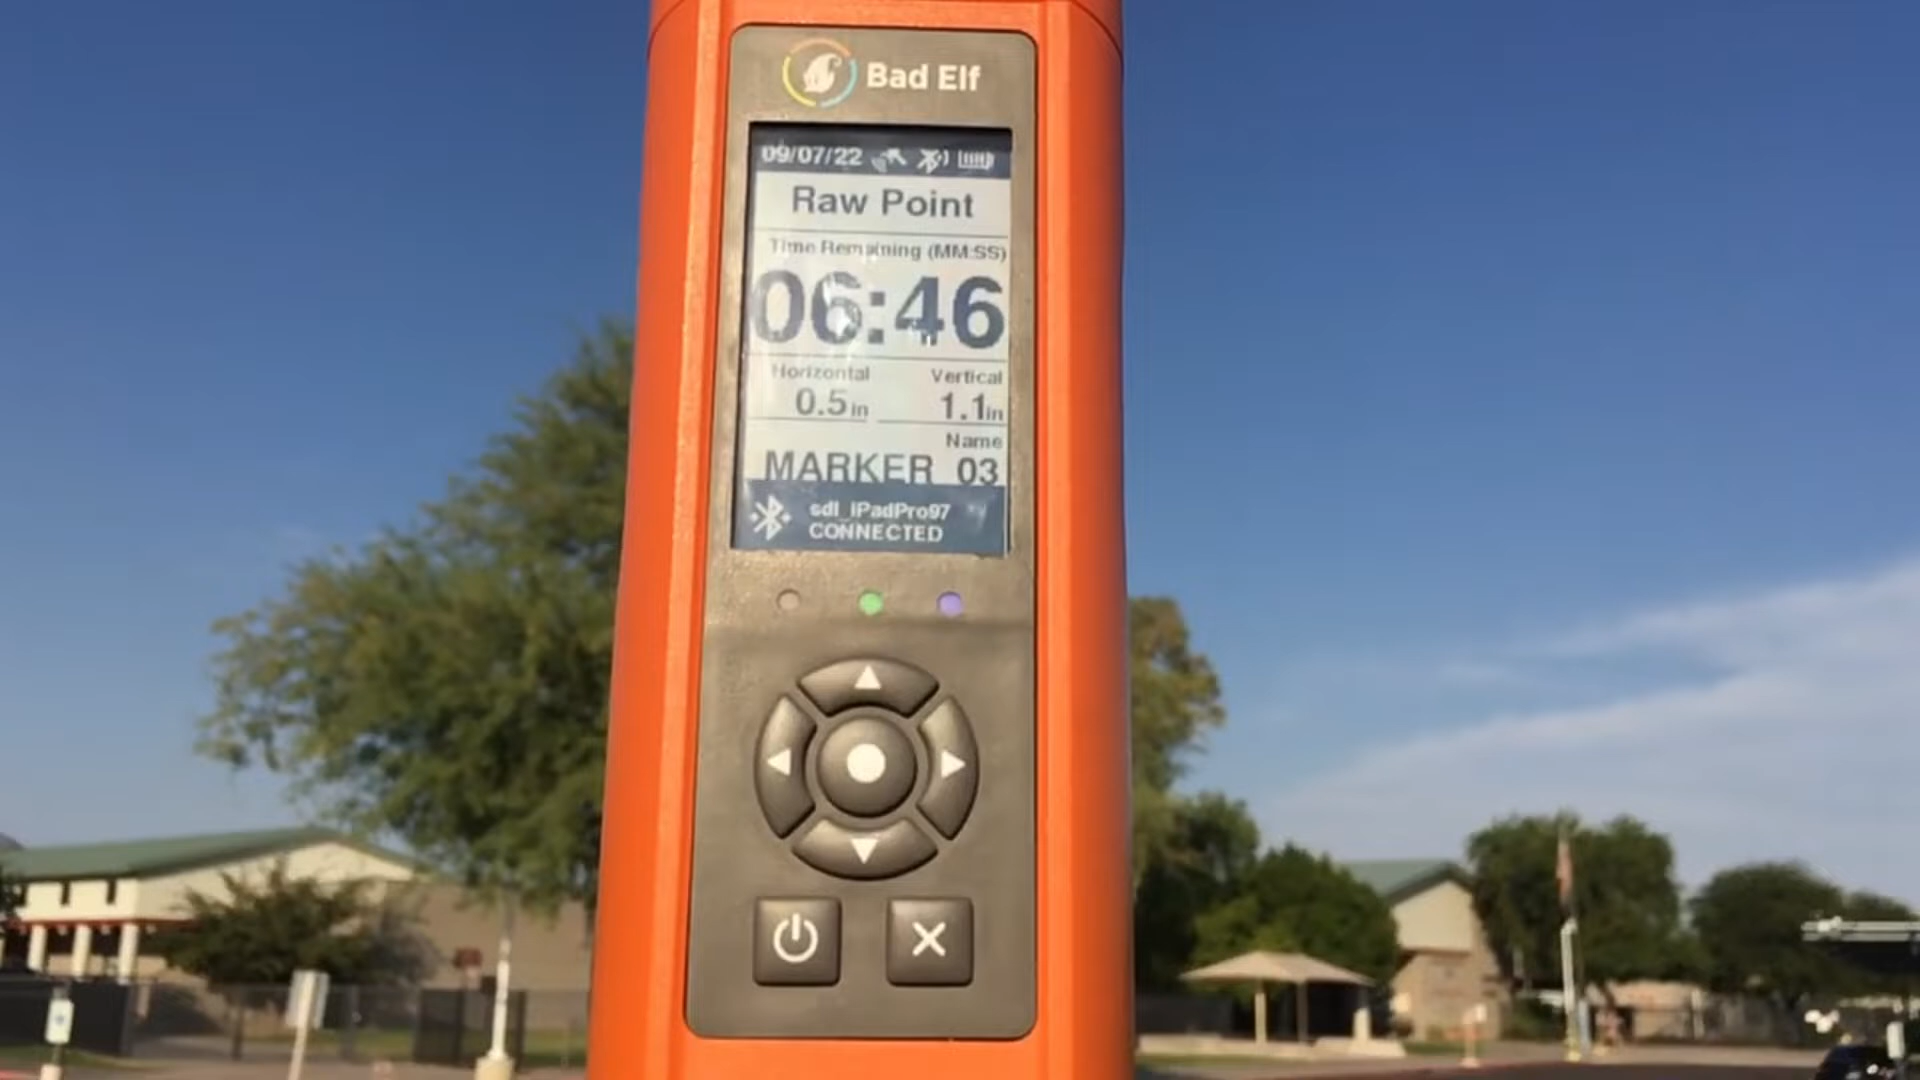 Bad Elf
09/07/22
Raw Point
Time Remaining (MM:SS)
06:46
Horizontal Vertical
0.5in 1.1in
Name
MARKER 03
sdl_iPadPro97
CONNECTED